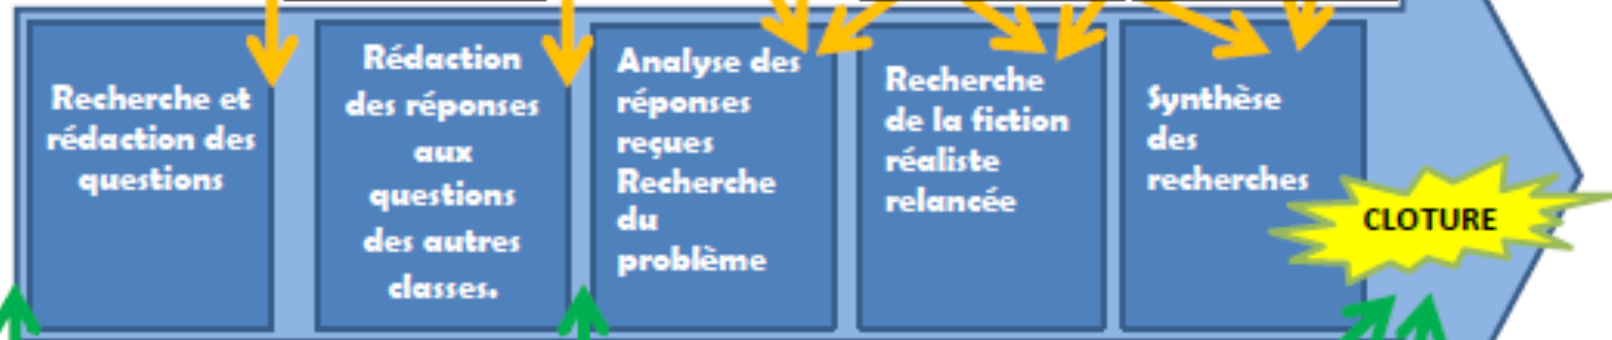 Recherche et
rédaction des
questions
Rédaction
des réponses
aux
questions
des autres
classes.
Analyse des
réponses
reçues
Recherche
du
problème
Recherche
de la fiction
réaliste
relancée
Synthèse
des
recherches
CLOTURE